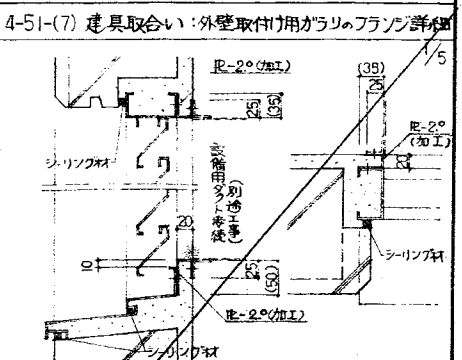 4-51-(7) 建具取合い：外壁取付け用ガラリのフランジ詳細
1/5
PL-2.0(加工)
25
(35)
シーリング材
設備用ダクト接続
(別途工事)
20
10
25
(50)
PL-2.0(加工)
シーリング材
(35)
25
PL-2.0
(加工)
20
シーリング材